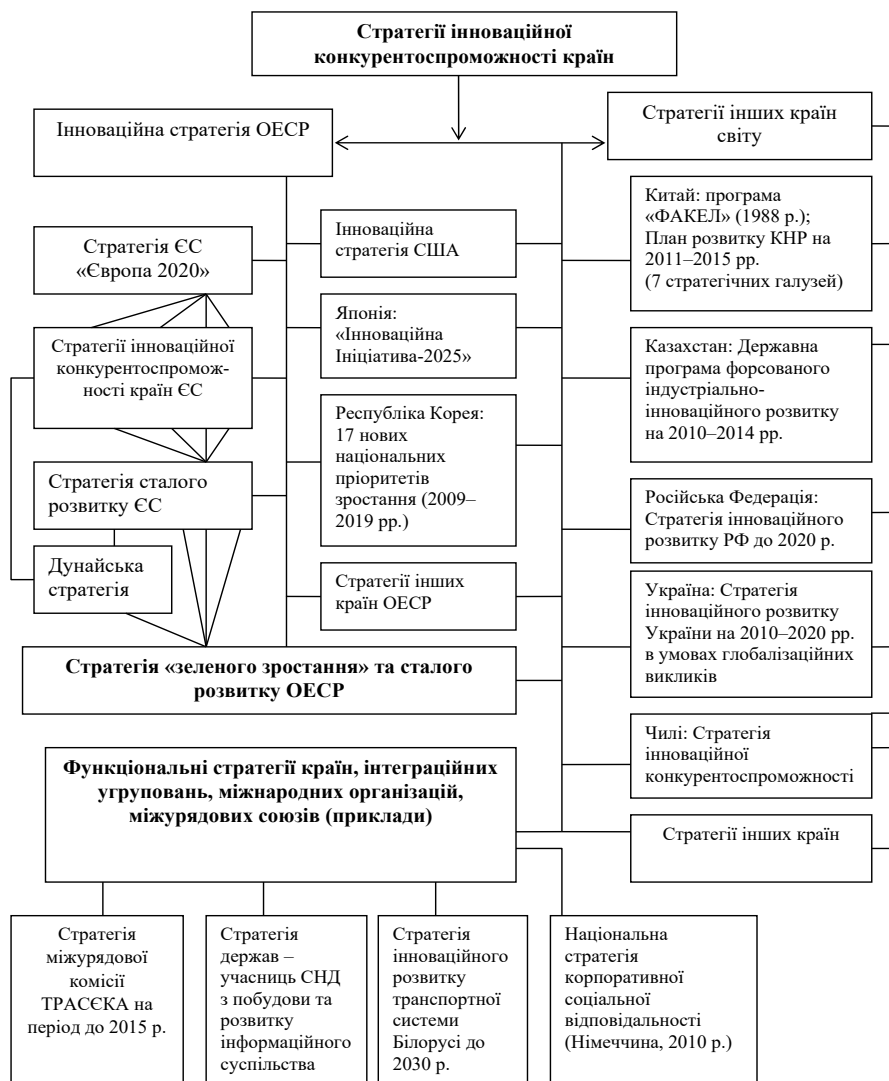 Стратегії інноваційної
конкурентоспроможності країн
Інноваційна стратегія ОЕСР
Стратегії інших країн
світу
Стратегія ЄС
«Європа 2020»
Стратегії інноваційної
конкурентоспромож-
ності країн ЄС
Стратегія сталого
розвитку ЄС
Дунайська
стратегія
Інноваційна
стратегія США
Японія:
«Інноваційна
Ініціатива-2025»
Республіка Корея:
17 нових
національних
пріоритетів
зростання (2009–
2019 рр.)
Стратегії інших
країн ОЕСР
Китай: програма
«ФАКЕЛ» (1988 р.);
План розвитку КНР на
2011–2015 рр.
(7 стратегічних галузей)
Казахстан: Державна
програма форсованого
індустріально-
інноваційного розвитку
на 2010–2014 рр.
Російська Федерація:
Стратегія інноваційного
розвитку РФ до 2020 р.
Україна: Стратегія
інноваційного розвитку
України на 2010–2020 рр.
в умовах глобалізаційних
викликів
Чилі: Стратегія
інноваційної
конкурентоспроможності
Стратегії інших країн
Стратегія «зеленого зростання» та сталого
розвитку ОЕСР
Функціональні стратегії країн, інтеграційних
угруповань, міжнародних організацій,
міжурядових союзів (приклади)
Стратегія
міжурядової
комісії
ТРАСЄКА на
період до 2015 р.
Стратегія
держав –
учасниць СНД
з побудови та
розвитку
інформаційного
суспільства
Стратегія
інноваційного
розвитку
транспортної
системи
Білорусі до
2030 р.
Національна
стратегія
корпоративної
соціальної
відповідальності
(Німеччина, 2010 р.)